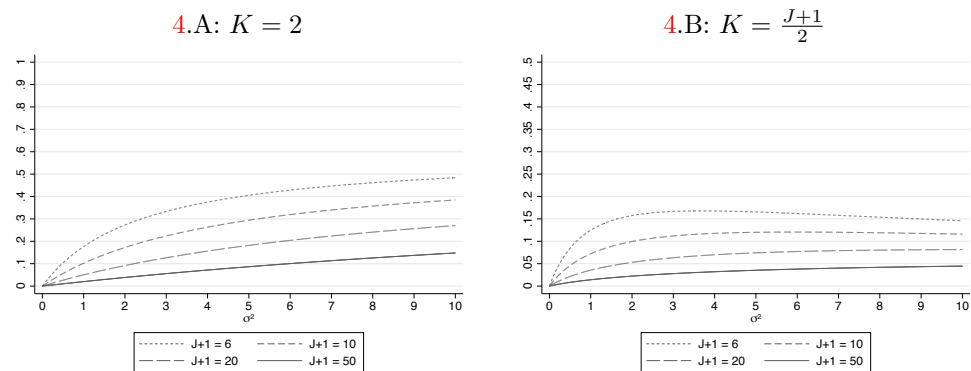 4.A: K = 2
1
.9
.8
.7
.6
.5
.4
.3
.2
.1
0
0 1 2 3 4 5 6 7 8 9 10
σ²
J+1 = 6 J+1 = 10
J+1 = 20 J+1 = 50
4.B: K = \frac{J+1}{2}
.5
.45
.4
.35
.3
.25
.2
.15
.1
.05
0
0 1 2 3 4 5 6 7 8 9 10
σ²
J+1 = 6 J+1 = 10
J+1 = 20 J+1 = 50